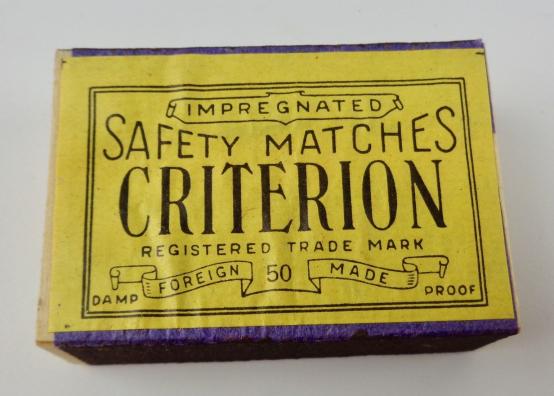 IMPREGNATED
SAFETY MATCHES
CRITERION
REGISTERED TRADE MARK
FOREIGN 50 MADE
DAMP PROOF